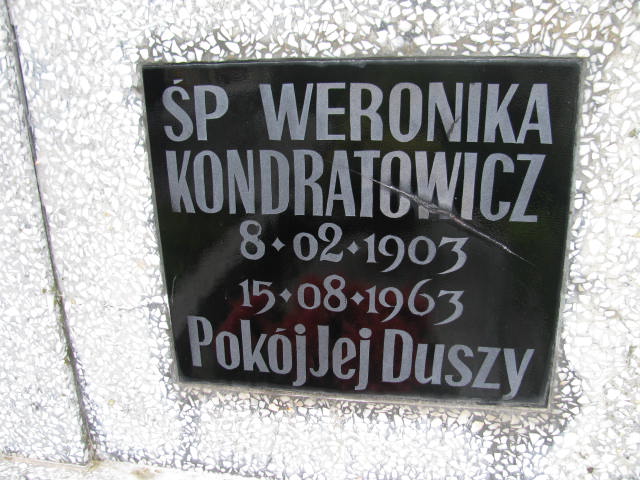 ŚP WERONIKA
KONDRATOWICZ
8•02•1903
15•08•1963
Pokój Jej Duszy